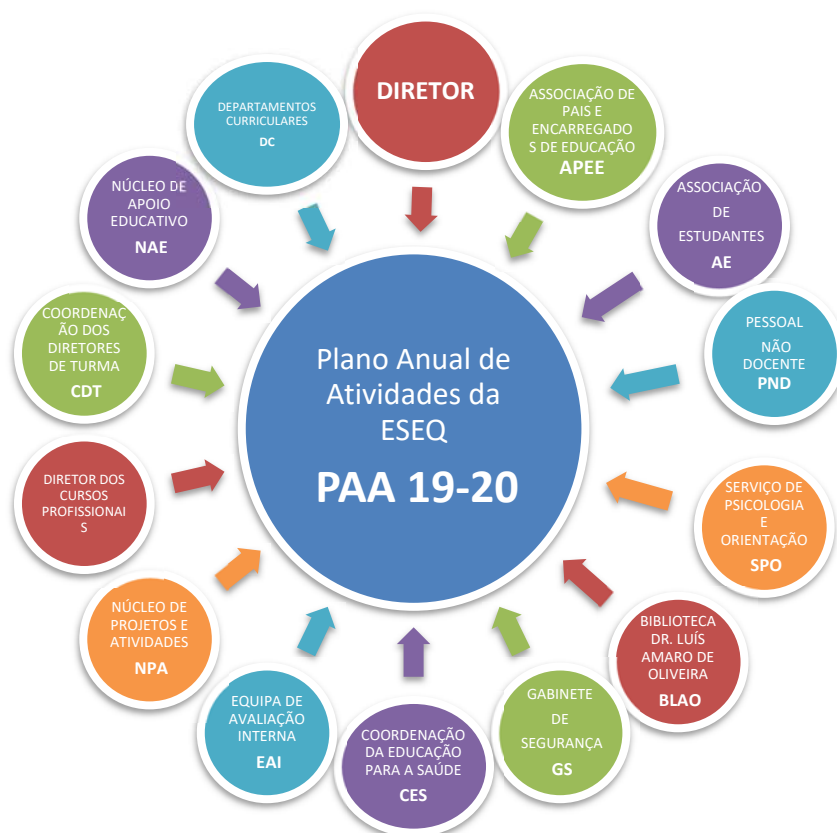 DIRETOR
ASSOCIAÇÃO DE
PAIS E
ENCARREGADO
S DE EDUCAÇÃO
APEE
ASSOCIAÇÃO
DE
ESTUDANTES
AE
PESSOAL
NÃO
DOCENTE
PND
SERVIÇO DE
PSICOLOGIA
E
ORIENTAÇÃO
SPO
BIBLIOTECA
DR. LUÍS
AMARO DE
OLIVEIRA
BLAO
GABINETE
DE
SEGURANÇA
GS
COORDENAÇÃO
DA EDUCAÇÃO
PARA A SAÚDE
CES
EQUIPA DE
AVALIAÇÃO
INTERNA
EAI
NÚCLEO DE
PROJETOS E
ATIVIDADES
NPA
DIRETOR DOS
CURSOS
PROFISSIONAI
S
COORDENAÇ
ÃO DOS
DIRETORES
DE TURMA
CDT
NÚCLEO DE
APOIO
EDUCATIVO
NAE
DEPARTAMENTOS
CURRICULARES
DC
Plano Anual de
Atividades da
ESEQ
PAA 19-20